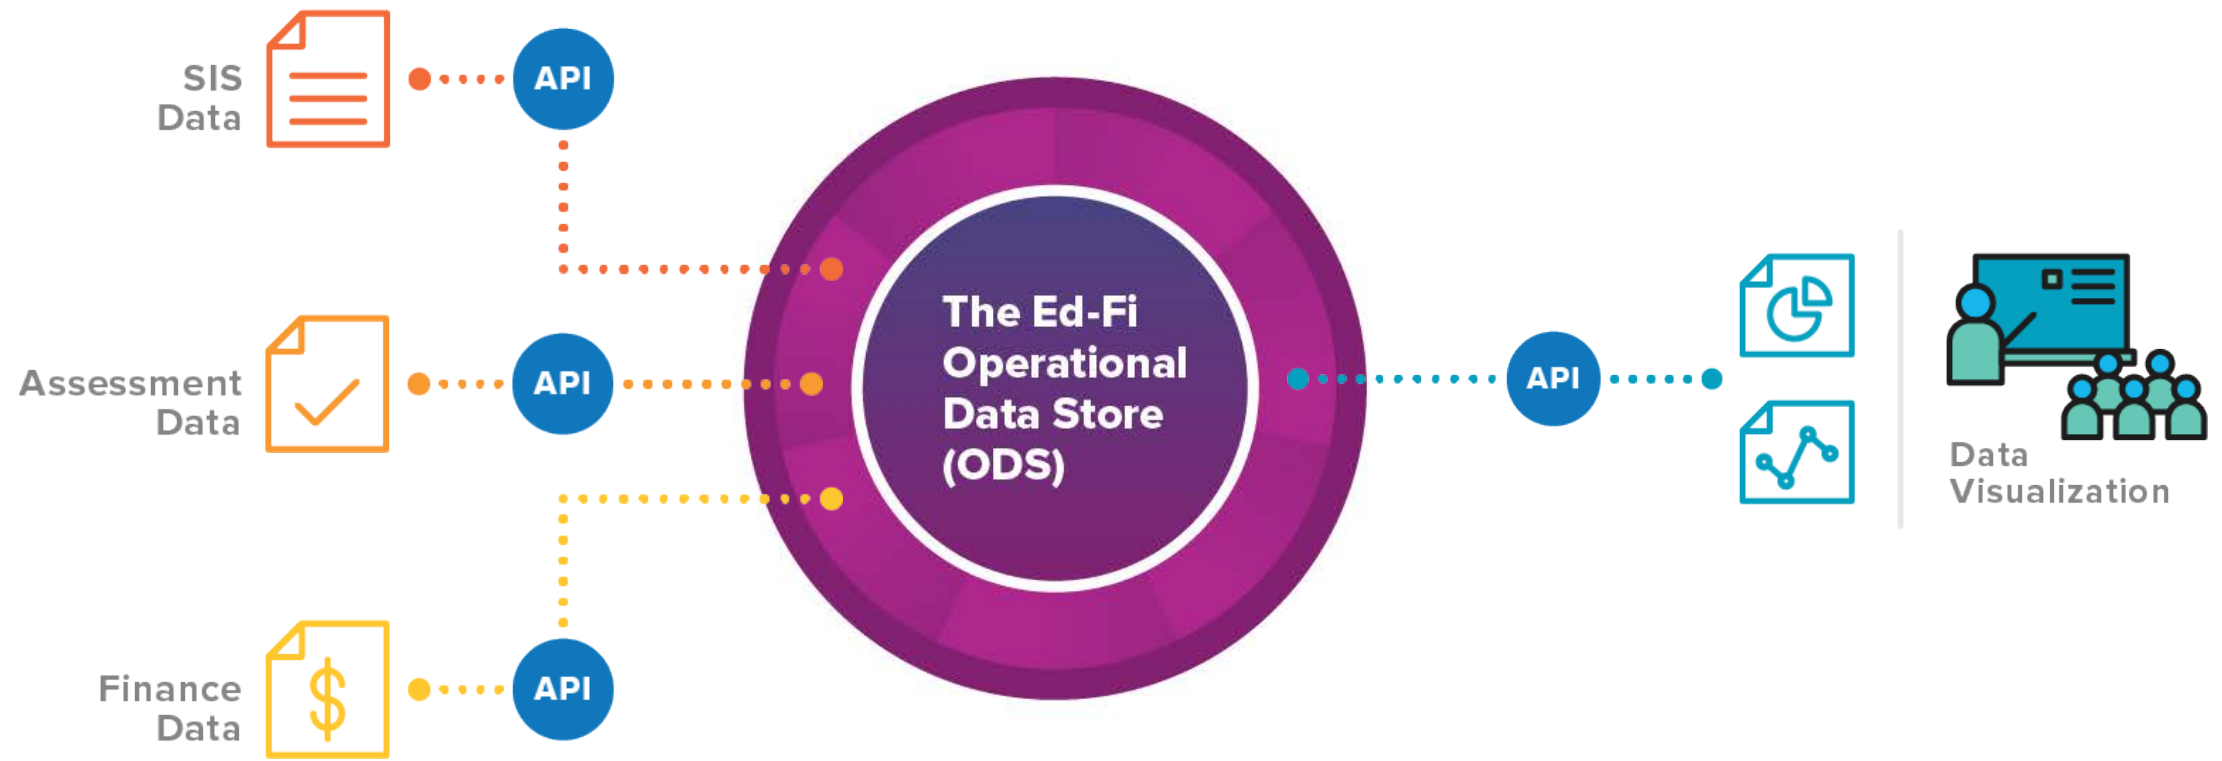 SIS
Data
API
Assessment
Data
API
Finance
Data
API
The Ed-Fi
Operational
Data Store
(ODS)
API
Data
Visualization